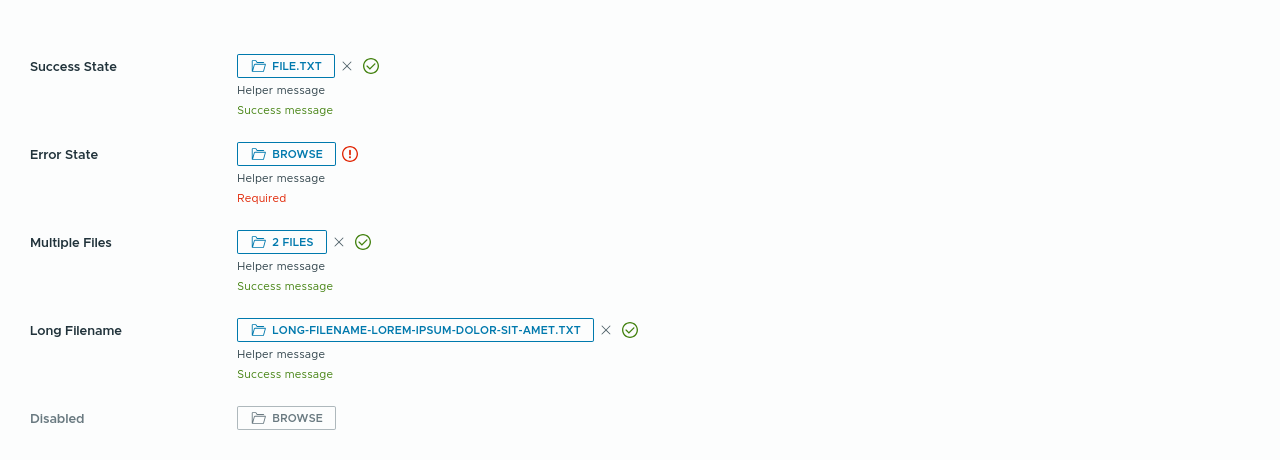 Success State
FILE.TXT
Helper message
Success message
Error State
BROWSE
Helper message
Required
Multiple Files
2 FILES
Helper message
Success message
Long Filename
LONG-FILENAME-LOREM-IPSUM-DOLOR-SIT-AMET.TXT
Helper message
Success message
Disabled
BROWSE